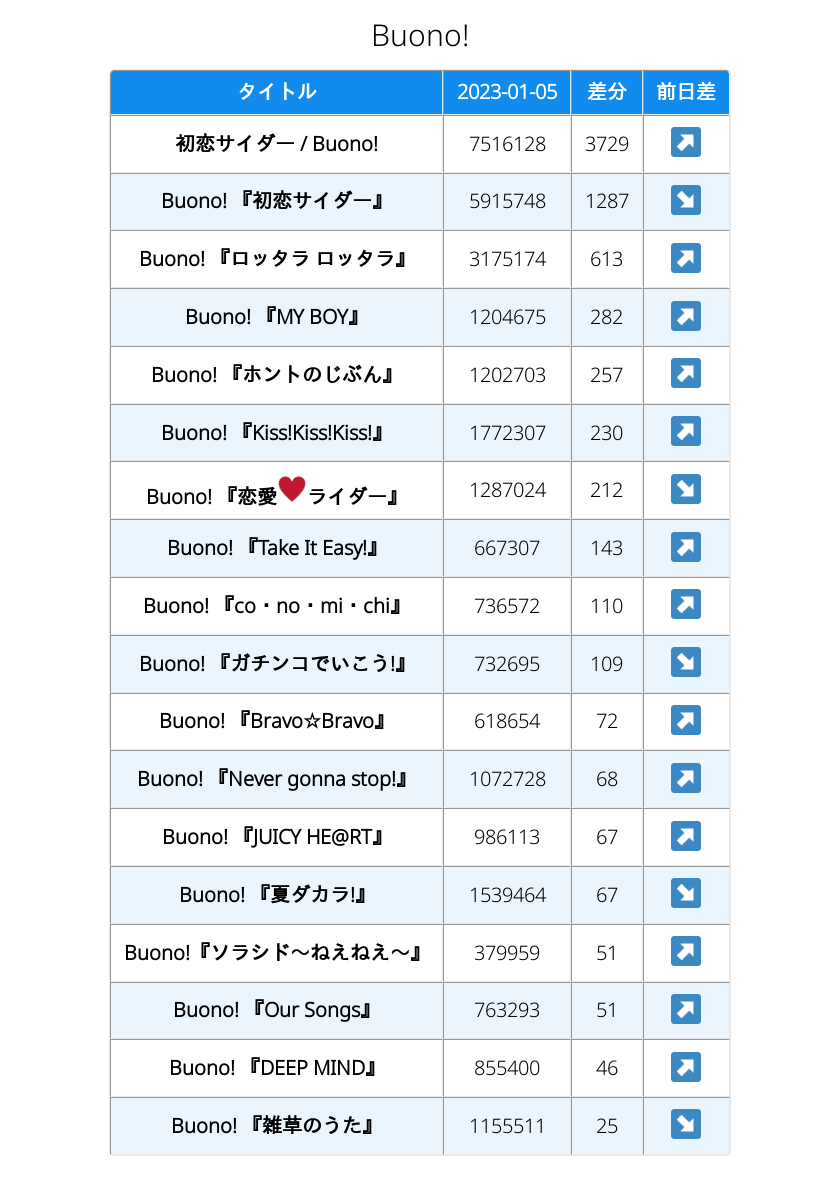 Buono!
タイトル 2023-01-05 差分 前日差
初恋サイダー / Buono! 7516128 3729 ↗
Buono! 『初恋サイダー』 5915748 1287 ↘
Buono! 『ロッタラ ロッタラ』 3175174 613 ↗
Buono! 『MY BOY』 1204675 282 ↗
Buono! 『ホントのじぶん』 1202703 257 ↗
Buono! 『Kiss!Kiss!Kiss!』 1772307 230 ↗
Buono! 『恋愛♥ライダー』 1287024 212 ↘
Buono! 『Take It Easy!』 667307 143 ↗
Buono! 『co・no・mi・chi』 736572 110 ↗
Buono! 『ガチンコでいこう!』 732695 109 ↘
Buono! 『Bravo☆Bravo』 618654 72 ↗
Buono! 『Never gonna stop!』 1072728 68 ↗
Buono! 『JUICY HE@RT』 986113 67 ↗
Buono! 『夏ダカラ!』 1539464 67 ↘
Buono!『ソラシド〜ねえねえ〜』 379959 51 ↗
Buono! 『Our Songs』 763293 51 ↗
Buono! 『DEEP MIND』 855400 46 ↗
Buono! 『雑草のうた』 1155511 25 ↘